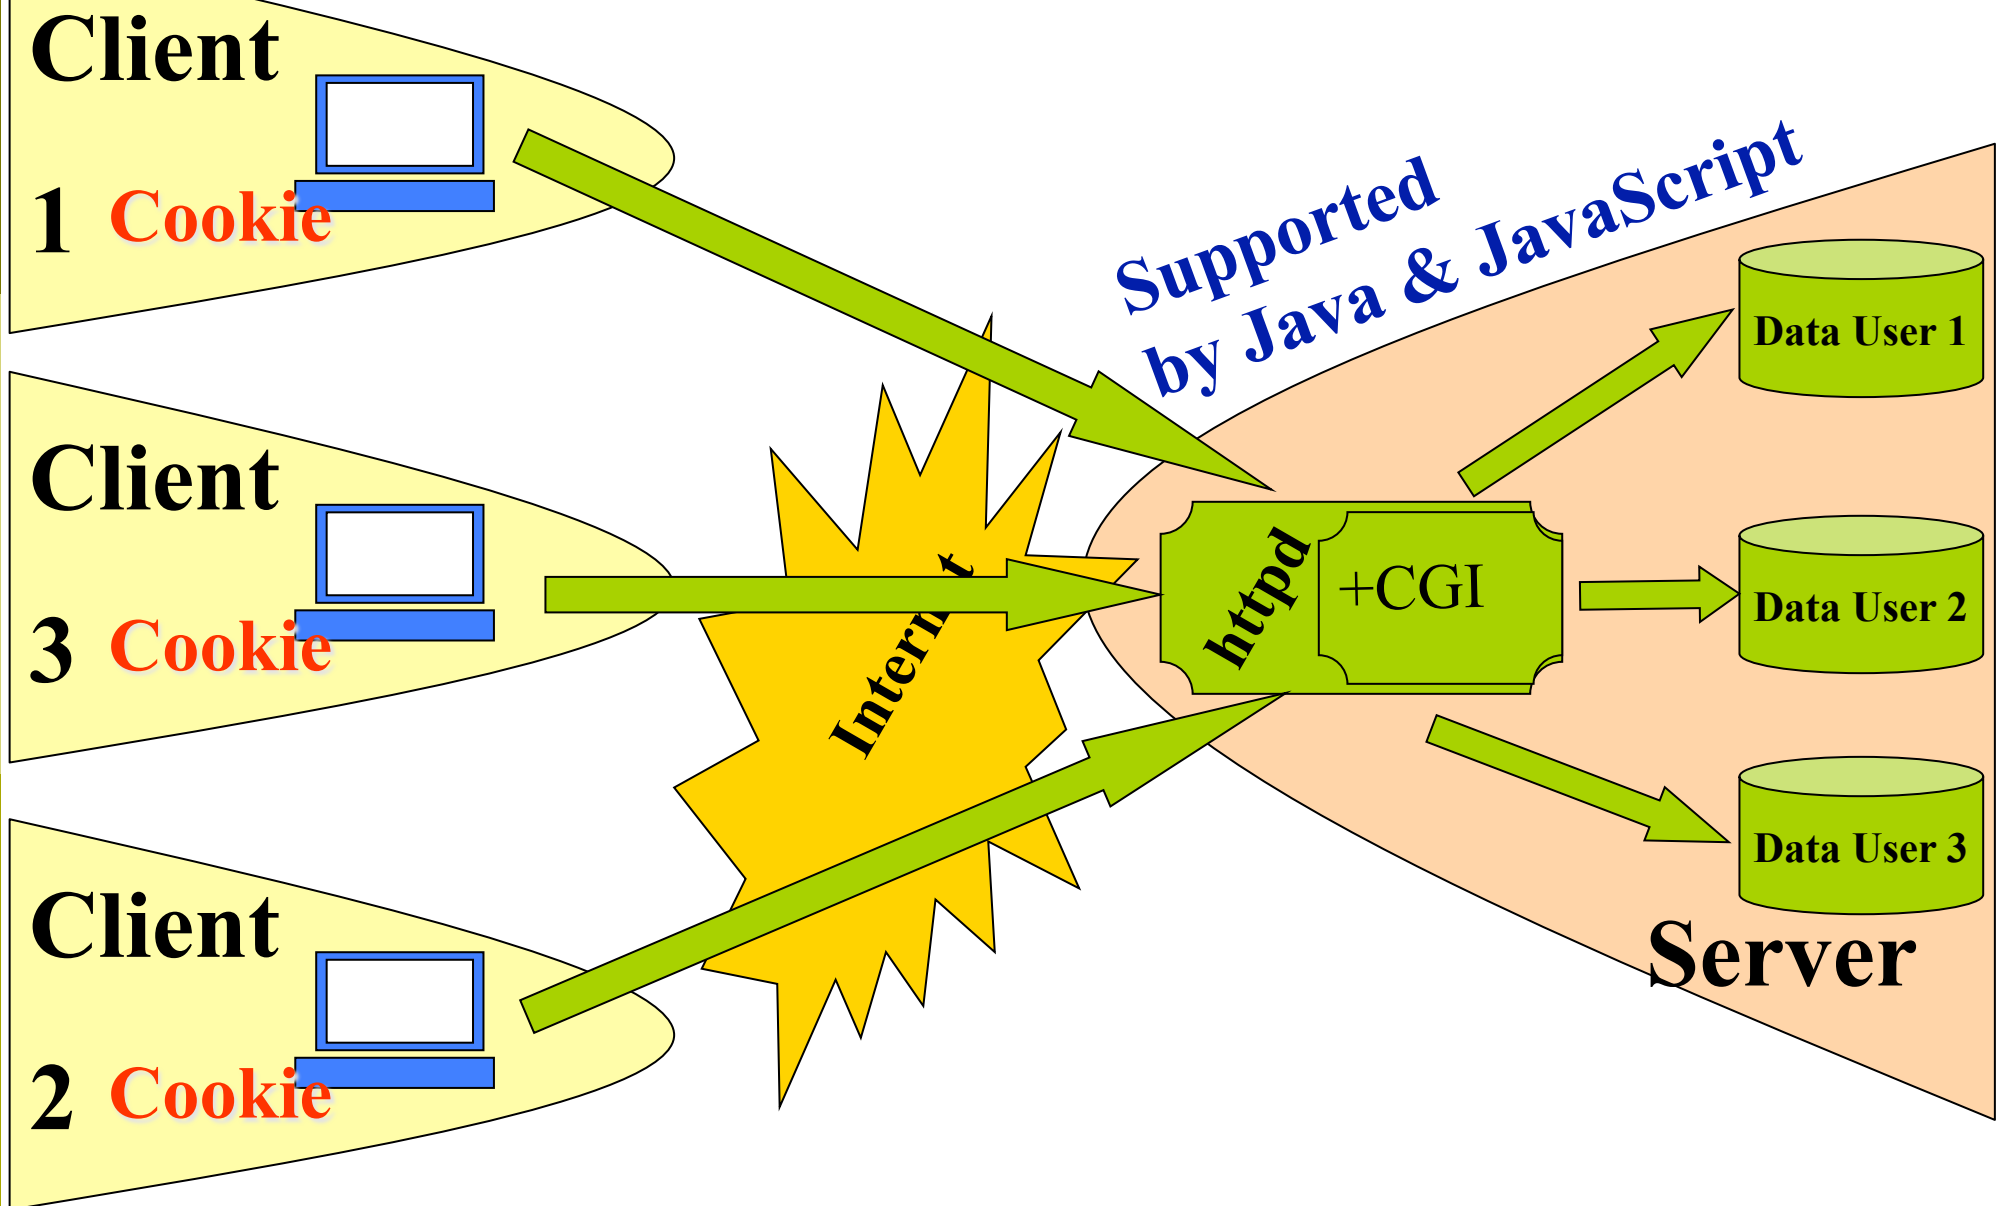 Client
1 Cookie
Client
3 Cookie
Client
2 Cookie
Internet
Supported
by Java & JavaScript
httpd
+CGI
Data User 1
Data User 2
Data User 3
Server